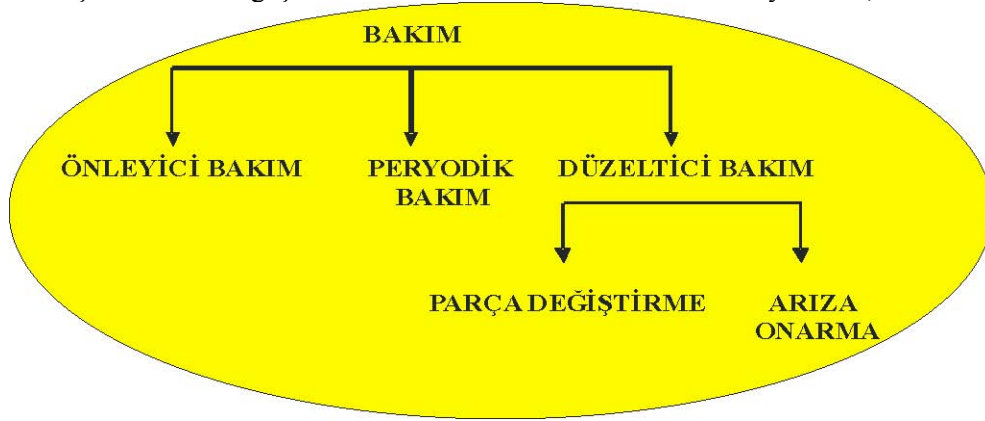 BAKIM
ÖNLEYİCİ BAKIM
PERYODİK
BAKIM
DÜZELTİCİ BAKIM
PARÇA DEĞİŞTİRME
ARIZA
ONARMA